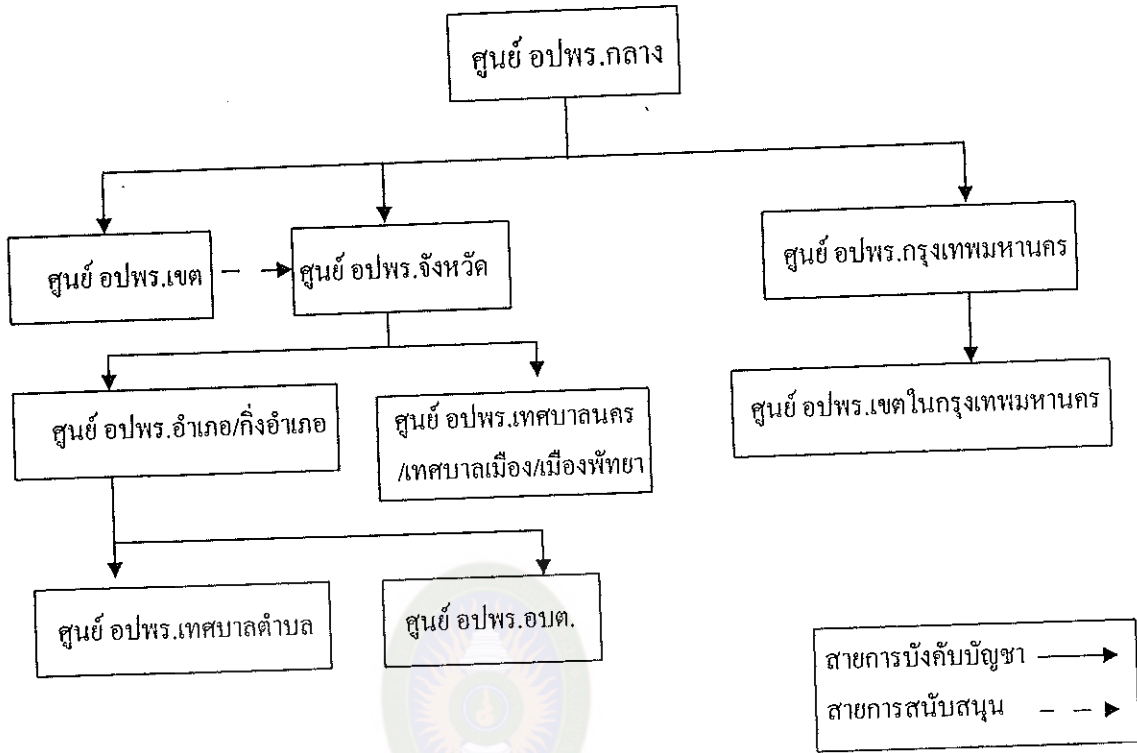 ศูนย์ อปพร.กลาง
ศูนย์ อปพร.เขต
ศูนย์ อปพร.จังหวัด
ศูนย์ อปพร.กรุงเทพมหานคร
ศูนย์ อปพร.อำเภอ/กิ่งอำเภอ
ศูนย์ อปพร.เทศบาลนคร
/เทศบาลเมือง/เมืองพัทยา
ศูนย์ อปพร.เขตในกรุงเทพมหานคร
ศูนย์ อปพร.เทศบาลตำบล
ศูนย์ อปพร.อบต.
สายการบังคับบัญชา
สายการสนับสนุน